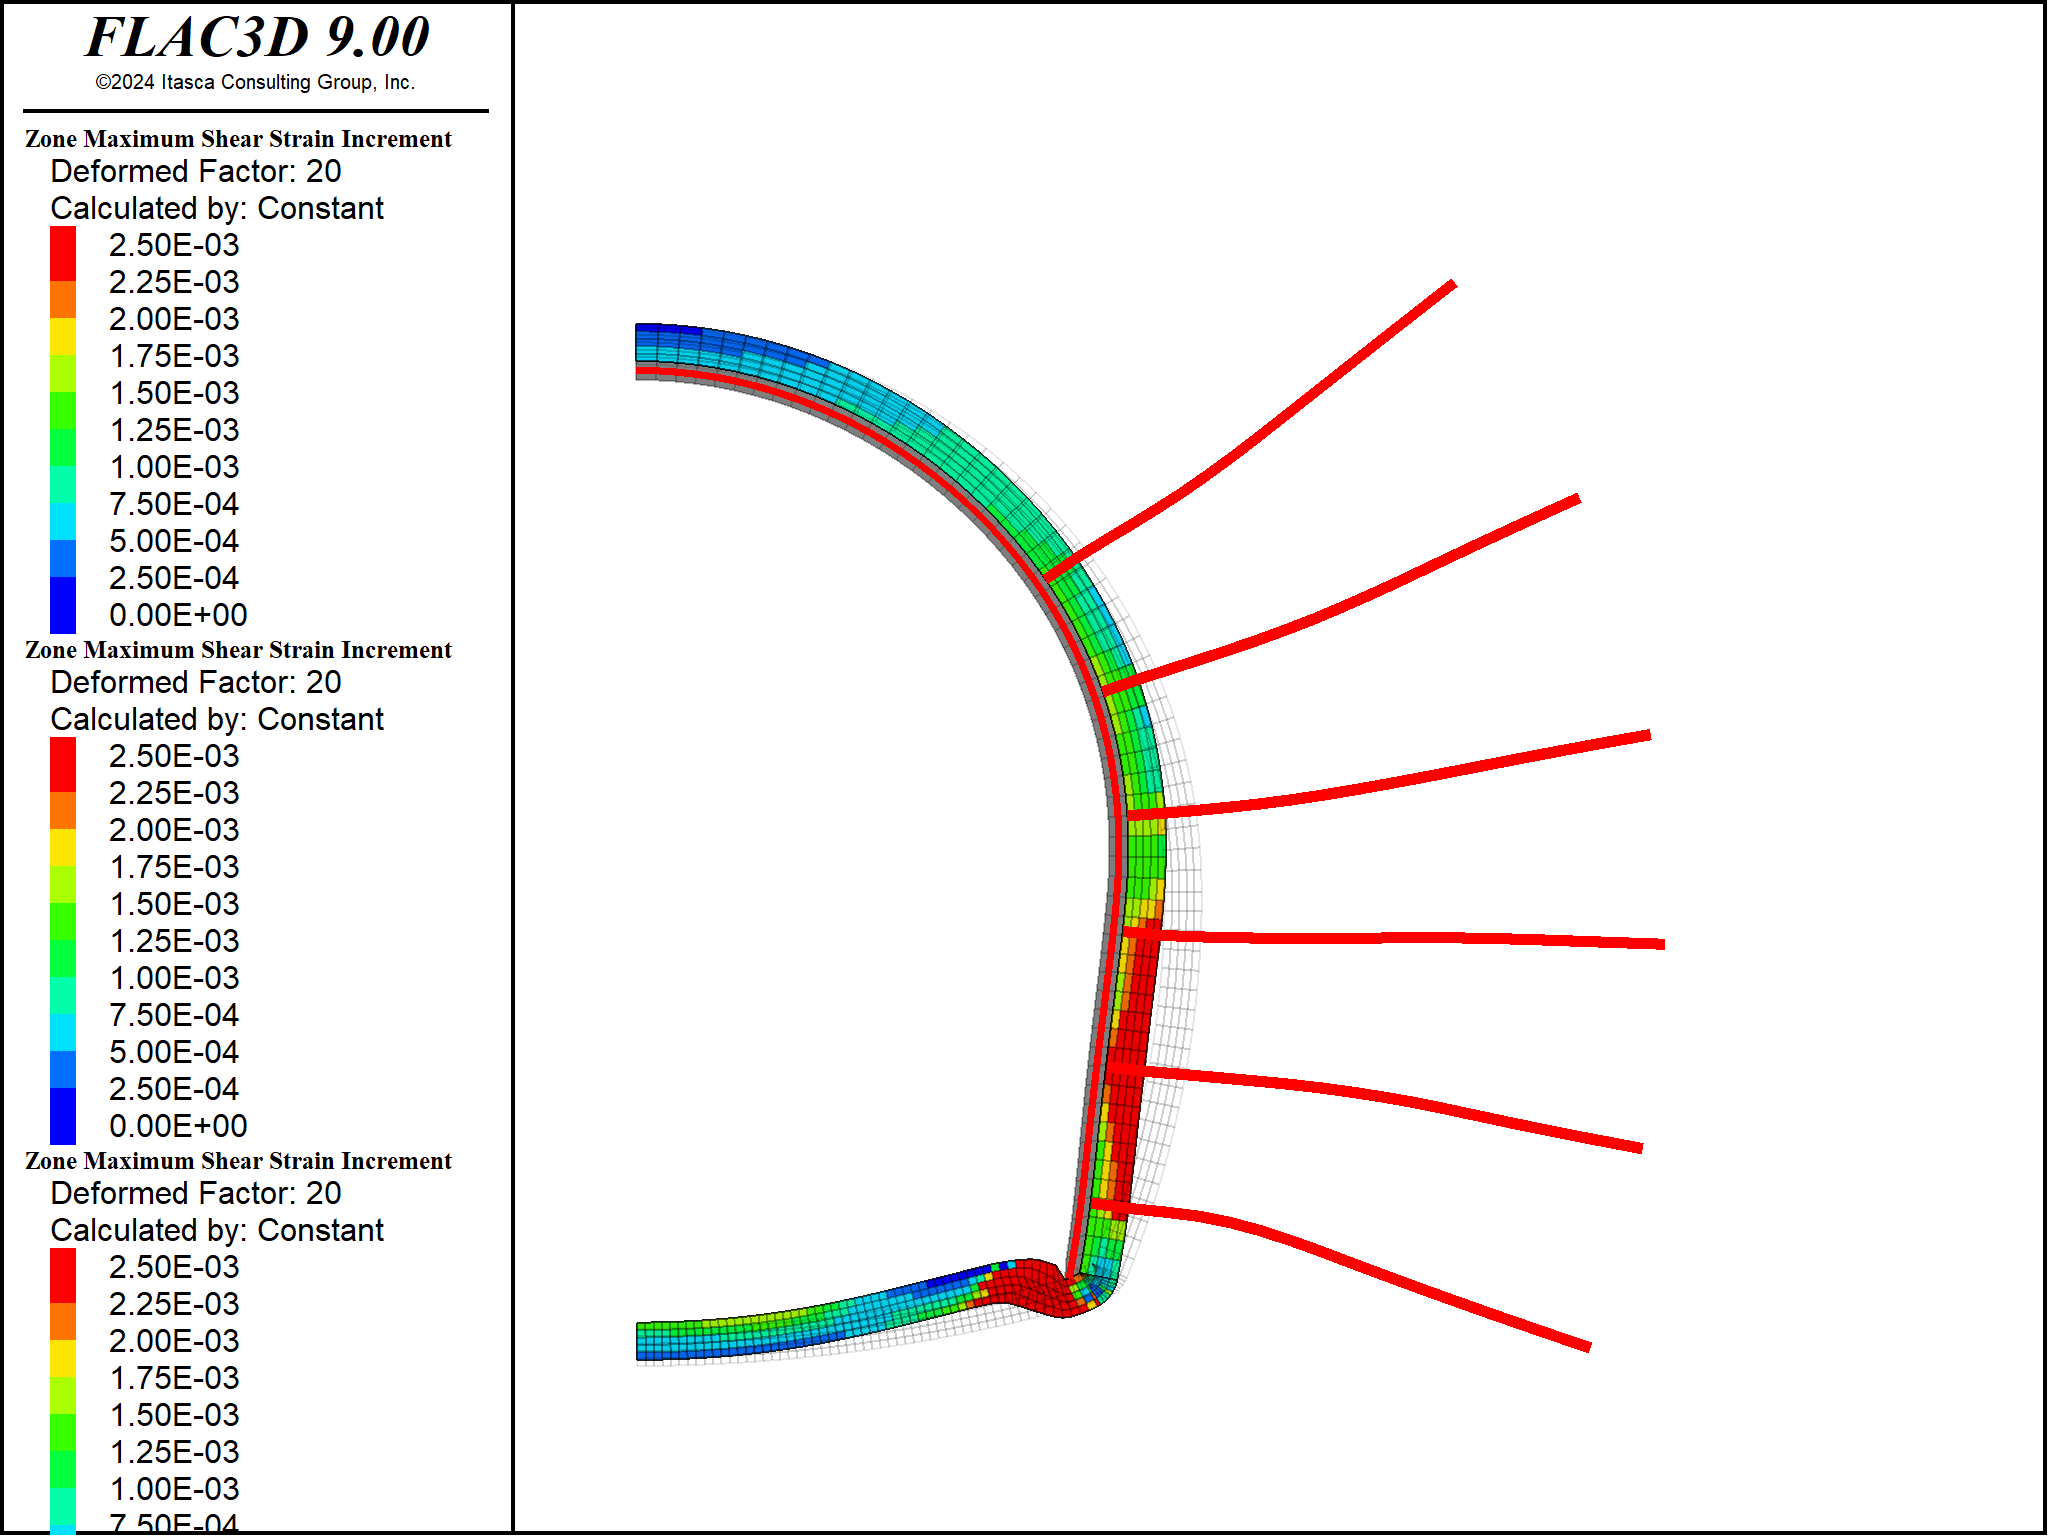 FLAC3D 9.00
©2024 Itasca Consulting Group, Inc.
Zone Maximum Shear Strain Increment
Deformed Factor: 20
Calculated by: Constant
2.50E-03
2.25E-03
2.00E-03
1.75E-03
1.50E-03
1.25E-03
1.00E-03
7.50E-04
5.00E-04
2.50E-04
0.00E+00
Zone Maximum Shear Strain Increment
Deformed Factor: 20
Calculated by: Constant
2.50E-03
2.25E-03
2.00E-03
1.75E-03
1.50E-03
1.25E-03
1.00E-03
7.50E-04
5.00E-04
2.50E-04
0.00E+00
Zone Maximum Shear Strain Increment
Deformed Factor: 20
Calculated by: Constant
2.50E-03
2.25E-03
2.00E-03
1.75E-03
1.50E-03
1.25E-03
1.00E-03
7.50E-04